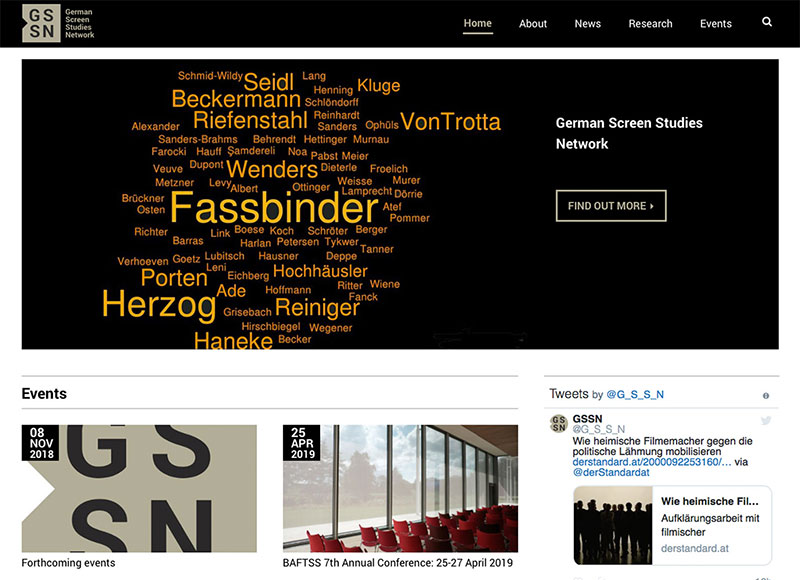 GS
SN
German
Screen
Studies
Network
Home About News Research Events
Schmid-Wildy Seidl Lang
Henning Kluge
Beckermann Schlöndorff
Riefenstahl Reinhardt
Alexander Sanders Ophüls VonTrotta
Sanders-Brahms Behrendt Hettinger Murnau
Farocki Hauff Şamdereli Noa Pabst Meier
Veuve Dupont Wenders Dieterle Froelich
Metzner Levy Albert Ottinger Weisse Lamprecht Murer
Brückner Fassbinder Dörrie
Osten Atef
Pommer
Richter Link Boese Koch Schröter Berger
Barras Harlan Petersen Tykwer Tanner
Verhoeven Goetz Lubitsch Hausner Deppe
Leni Eichberg Hochhäusler
Porten Ade Hoffmann Ritter Wiene
Fanck
Herzog Grisebach Reiniger
Hirschbiegel Wegener
Haneke Becker
German Screen Studies
Network
FIND OUT MORE
Events
08
NOV
2018
GS
SN
Forthcoming events
25
APR
2019
BAFTSS 7th Annual Conference: 25-27 April 2019
Tweets by @G_S_S_N
GS
SN
GSSN
@G_S_S_N
Wie heimische Filmemacher gegen die
politische Lähmung mobilisieren
derstandard.at/2000092253160/… via
@derStandardat
Wie heimische Fil...
Aufklärungsarbeit mit
filmischer
derstandard.at